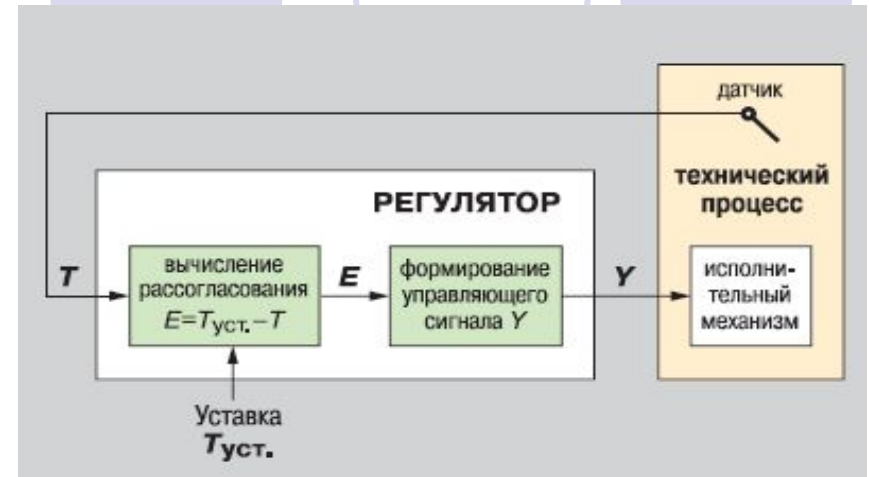 датчик
технический
процесс
РЕГУЛЯТОР
T
вычисление
рассогласования
E=Tуст.–T
E
формирование
управляющего
сигнала Y
Y
исполни-
тельный
механизм
Уставка
Tуст.